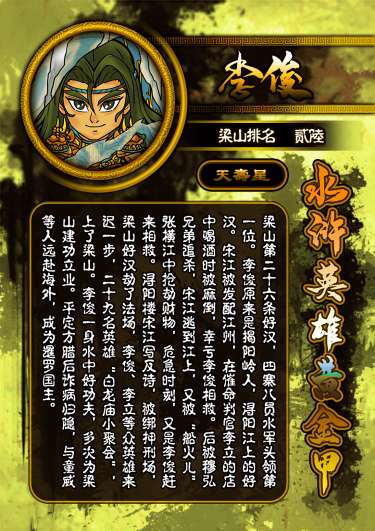 李俊
梁山排名 贰陸
天壽星
水浒英雄黄金甲
梁山第二十六条好汉，四寨八员水军头领第
一位。李俊原来是揭阳岭人，浔阳江上的好
汉。宋江被发配江州，在催命判官李立的店
中喝酒时被麻倒，幸亏李俊相救。后被穆弘
兄弟追杀，宋江逃到江上，又被“船火儿”
张横江中抢劫财物，危急时刻，又是李俊赶
来相救。浔阳楼宋江写反诗，被绑押刑场，
梁山好汉劫了法场，李俊、李立等众英雄来
迟一步，二十九名英雄“白龙庙小聚会”，
上了梁山。李俊一身水中好功夫，多次为梁
山建功立业。平定方腊后诈病归隐，与童威
等人远赴海外，成为暹罗国主。